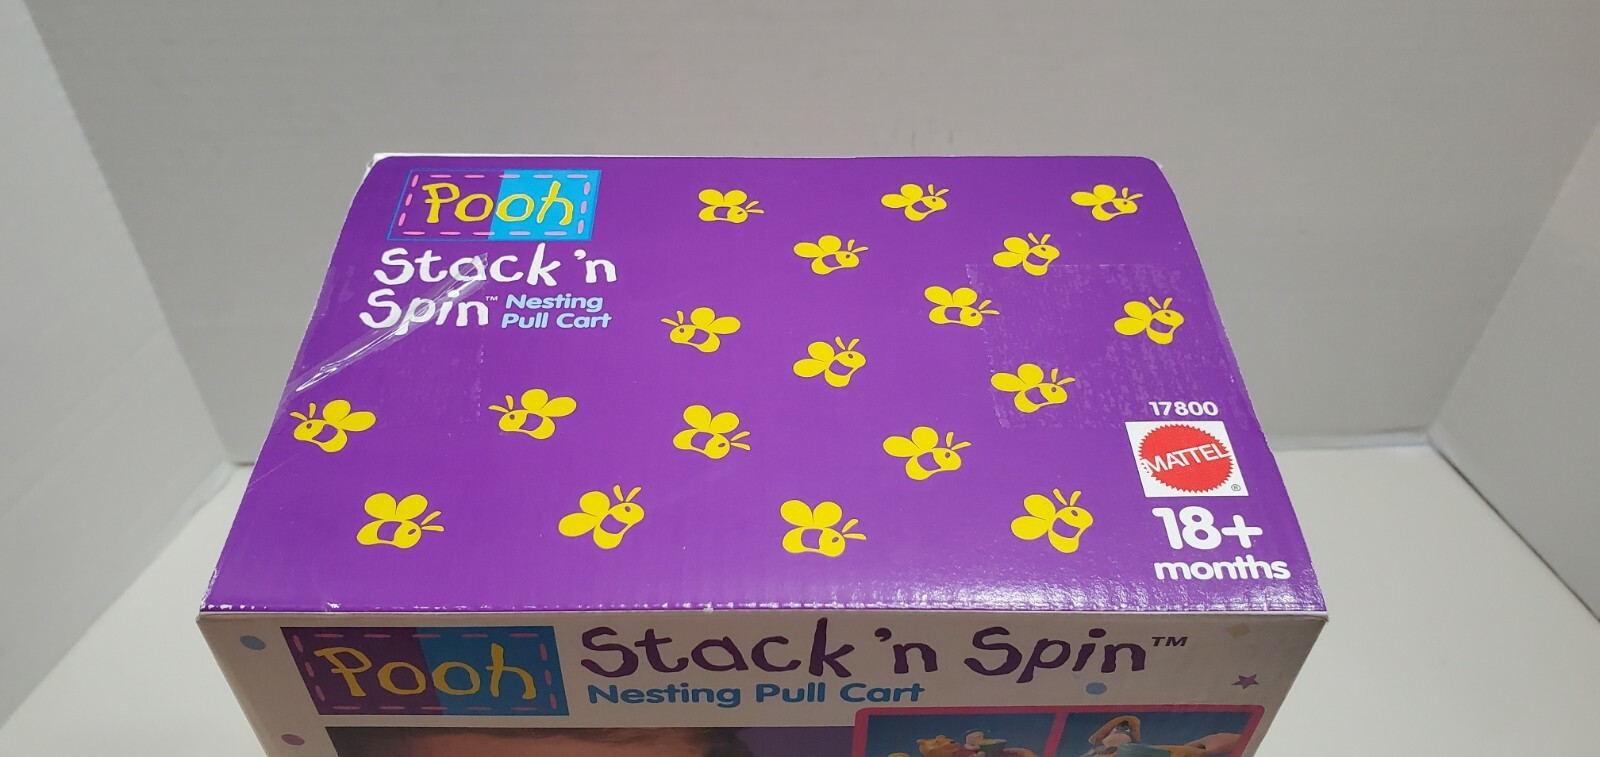 Pooh
Stack 'n
Spin™ Nesting
Pull Cart
17800
MATTEL
®
18+
months
Pooh Stack 'n Spin™
Nesting Pull Cart